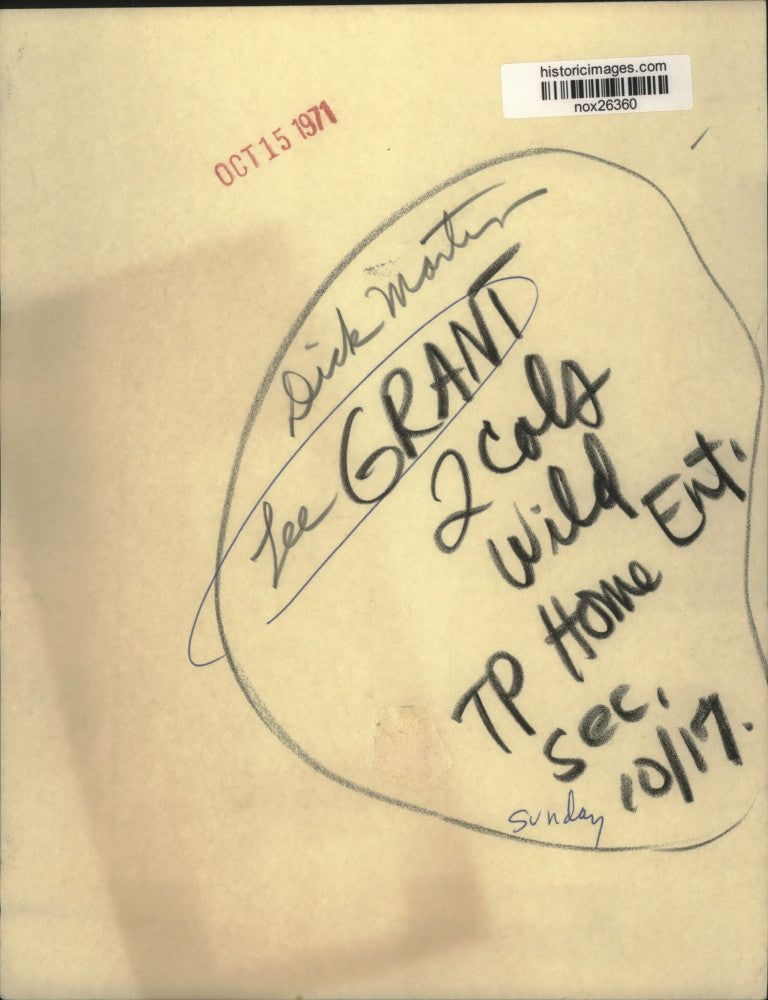 historicimages.com
nox26360
OCT 15 1971
Dick Martin
Lee GRANT
2 cols
Wild
TP Home Ent.
Sec.
10/17.
Sunday